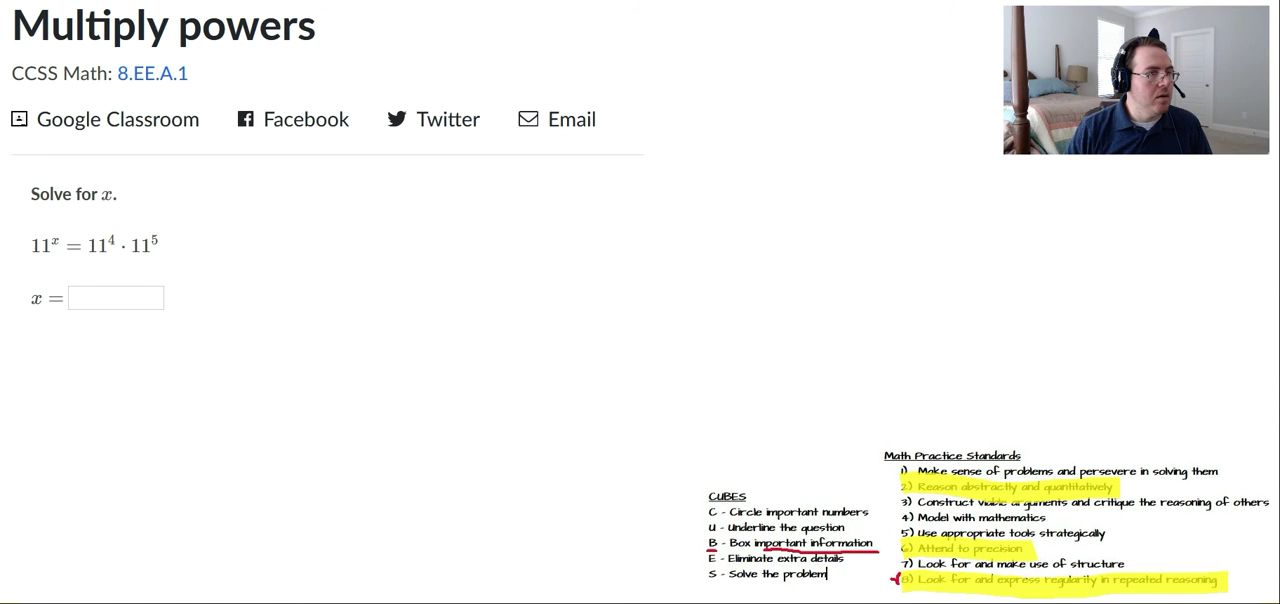 Multiply powers
CCSS Math: 8.EE.A.1
Google Classroom Facebook Twitter Email
Solve for x.
11^x = 11^4 · 11^5
x =
CUBES
C - Circle important numbers
U - Underline the question
B - Box important information
E - Eliminate extra details
S - Solve the problem
Math Practice Standards
1) Make sense of problems and persevere in solving them
2) Reason abstractly and quantitatively
3) Construct viable arguments and critique the reasoning of others
4) Model with mathematics
5) Use appropriate tools strategically
6) Attend to precision
7) Look for and make use of structure
8) Look for and express regularity in repeated reasoning